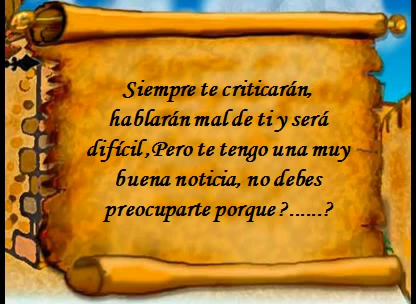 Siempre te criticarán,
hablarán mal de ti y será
difícil ,Pero te tengo una muy
buena noticia, no debes
preocuparte porque ?......?